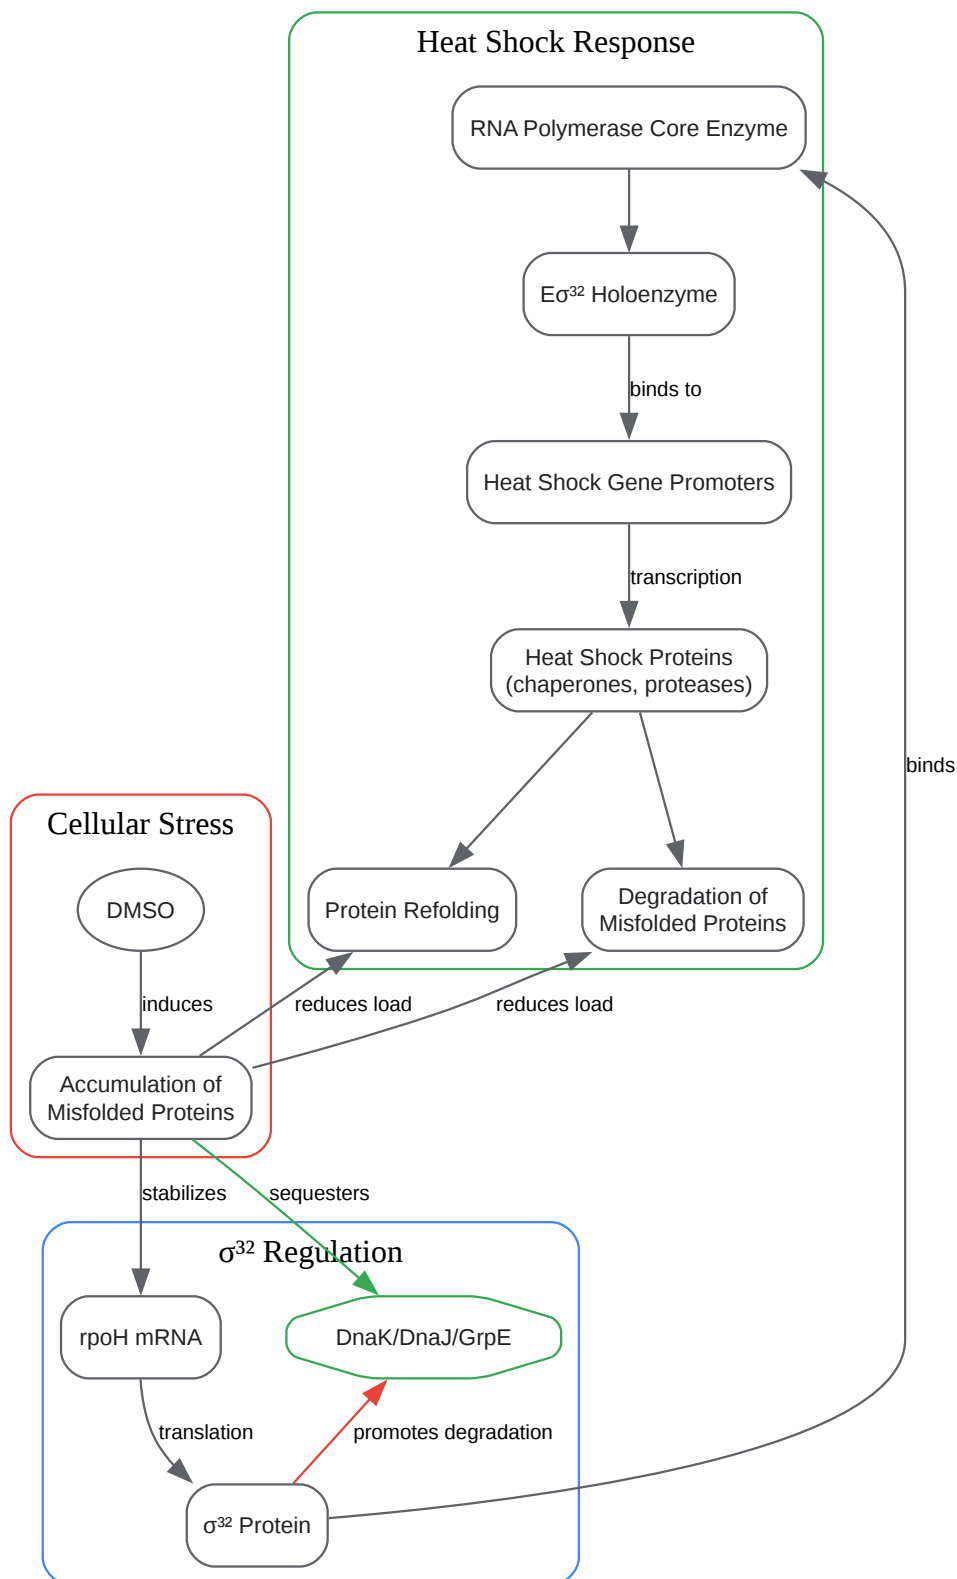 Heat Shock Response
RNA Polymerase Core Enzyme
Eσ³² Holoenzyme
binds to
Heat Shock Gene Promoters
transcription
Heat Shock Proteins
(chaperones, proteases)
binds
Cellular Stress
DMSO
Protein Refolding
Degradation of
Misfolded Proteins
induces
reduces load
reduces load
Accumulation of
Misfolded Proteins
stabilizes
sequesters
σ³² Regulation
rpoH mRNA
DnaK/DnaJ/GrpE
translation
promotes degradation
σ³² Protein